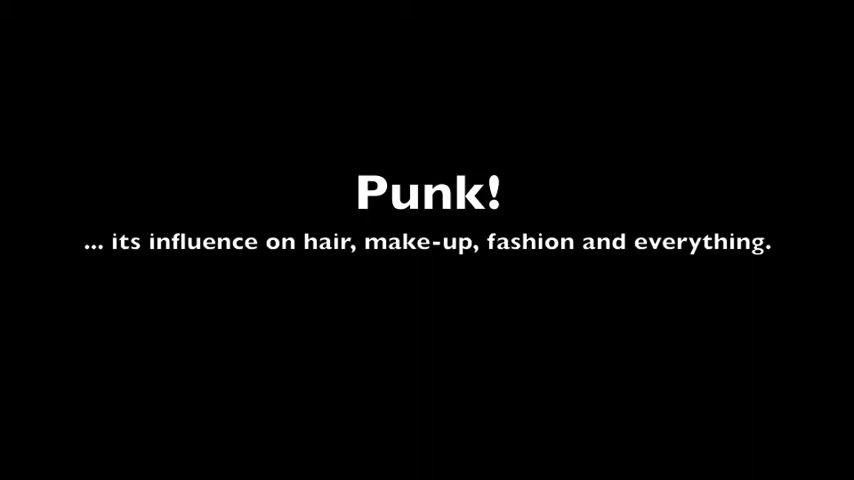 Punk!
... its influence on hair, make-up, fashion and everything.